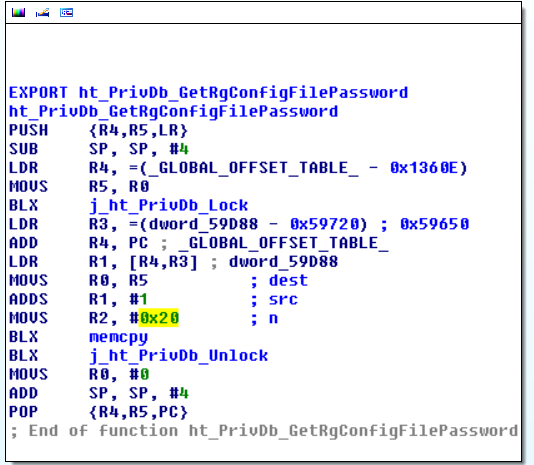 EXPORT ht_PrivDb_GetRgConfigFilePassword
ht_PrivDb_GetRgConfigFilePassword
PUSH {R4,R5,LR}
SUB SP, SP, #4
LDR R4, =(_GLOBAL_OFFSET_TABLE_ - 0x1360E)
MOVS R5, R0
BLX j_ht_PrivDb_Lock
LDR R3, =(dword_59D88 - 0x59720) ; 0x59650
ADD R4, PC ; _GLOBAL_OFFSET_TABLE_
LDR R1, [R4,R3] ; dword_59D88
MOVS R0, R5 ; dest
ADDS R1, #1 ; src
MOVS R2, #0x20 ; n
BLX memcpy
BLX j_ht_PrivDb_Unlock
MOVS R0, #0
ADD SP, SP, #4
POP {R4,R5,PC}
; End of function ht_PrivDb_GetRgConfigFilePassword